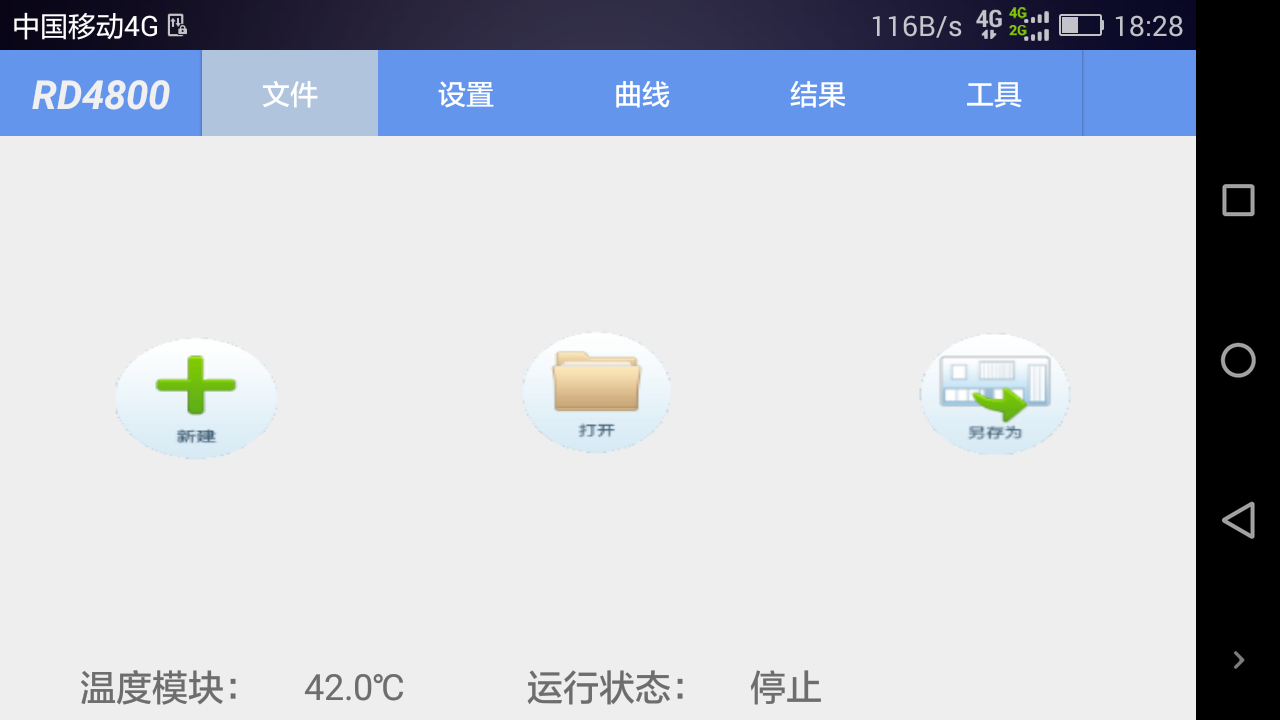 中国移动4G 116B/s 4G 4G 2G 18:28
RD4800 文件 设置 曲线 结果 工具
新建 打开 另存为
温度模块： 42.0℃ 运行状态： 停止